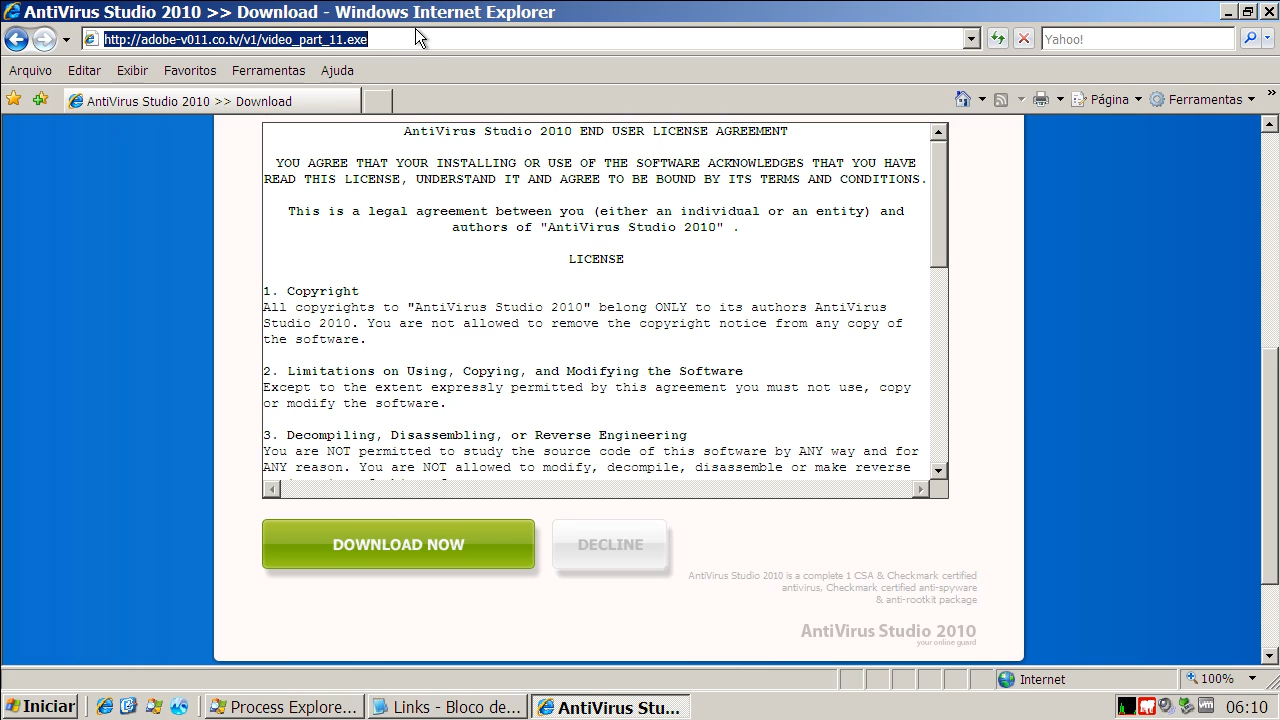 AntiVirus Studio 2010 >> Download - Windows Internet Explorer
http://adobe-v011.co.tv/v1/video_part_11.exe
Yahoo!
Arquivo Editar Exibir Favoritos Ferramentas Ajuda
AntiVirus Studio 2010 >> Download
Página Ferramentas »
AntiVirus Studio 2010 END USER LICENSE AGREEMENT
YOU AGREE THAT YOUR INSTALLING OR USE OF THE SOFTWARE ACKNOWLEDGES THAT YOU HAVE
READ THIS LICENSE, UNDERSTAND IT AND AGREE TO BE BOUND BY ITS TERMS AND CONDITIONS.
This is a legal agreement between you (either an individual or an entity) and
authors of "AntiVirus Studio 2010" .
LICENSE
1. Copyright
All copyrights to "AntiVirus Studio 2010" belong ONLY to its authors AntiVirus
Studio 2010. You are not allowed to remove the copyright notice from any copy of
the software.
2. Limitations on Using, Copying, and Modifying the Software
Except to the extent expressly permitted by this agreement you must not use, copy
or modify the software.
3. Decompiling, Disassembling, or Reverse Engineering
You are NOT permitted to study the source code of this software by ANY way and for
ANY reason. You are NOT allowed to modify, decompile, disassemble or make reverse
DOWNLOAD NOW
DECLINE
AntiVirus Studio 2010 is a complete 1 CSA & Checkmark certified
antivirus, Checkmark certified anti-spyware
& anti-rootkit package
AntiVirus Studio 2010
your online guard
Internet
100%
Iniciar
Process Explore...
Links - Bloco de...
AntiVirus Stu...
06:10